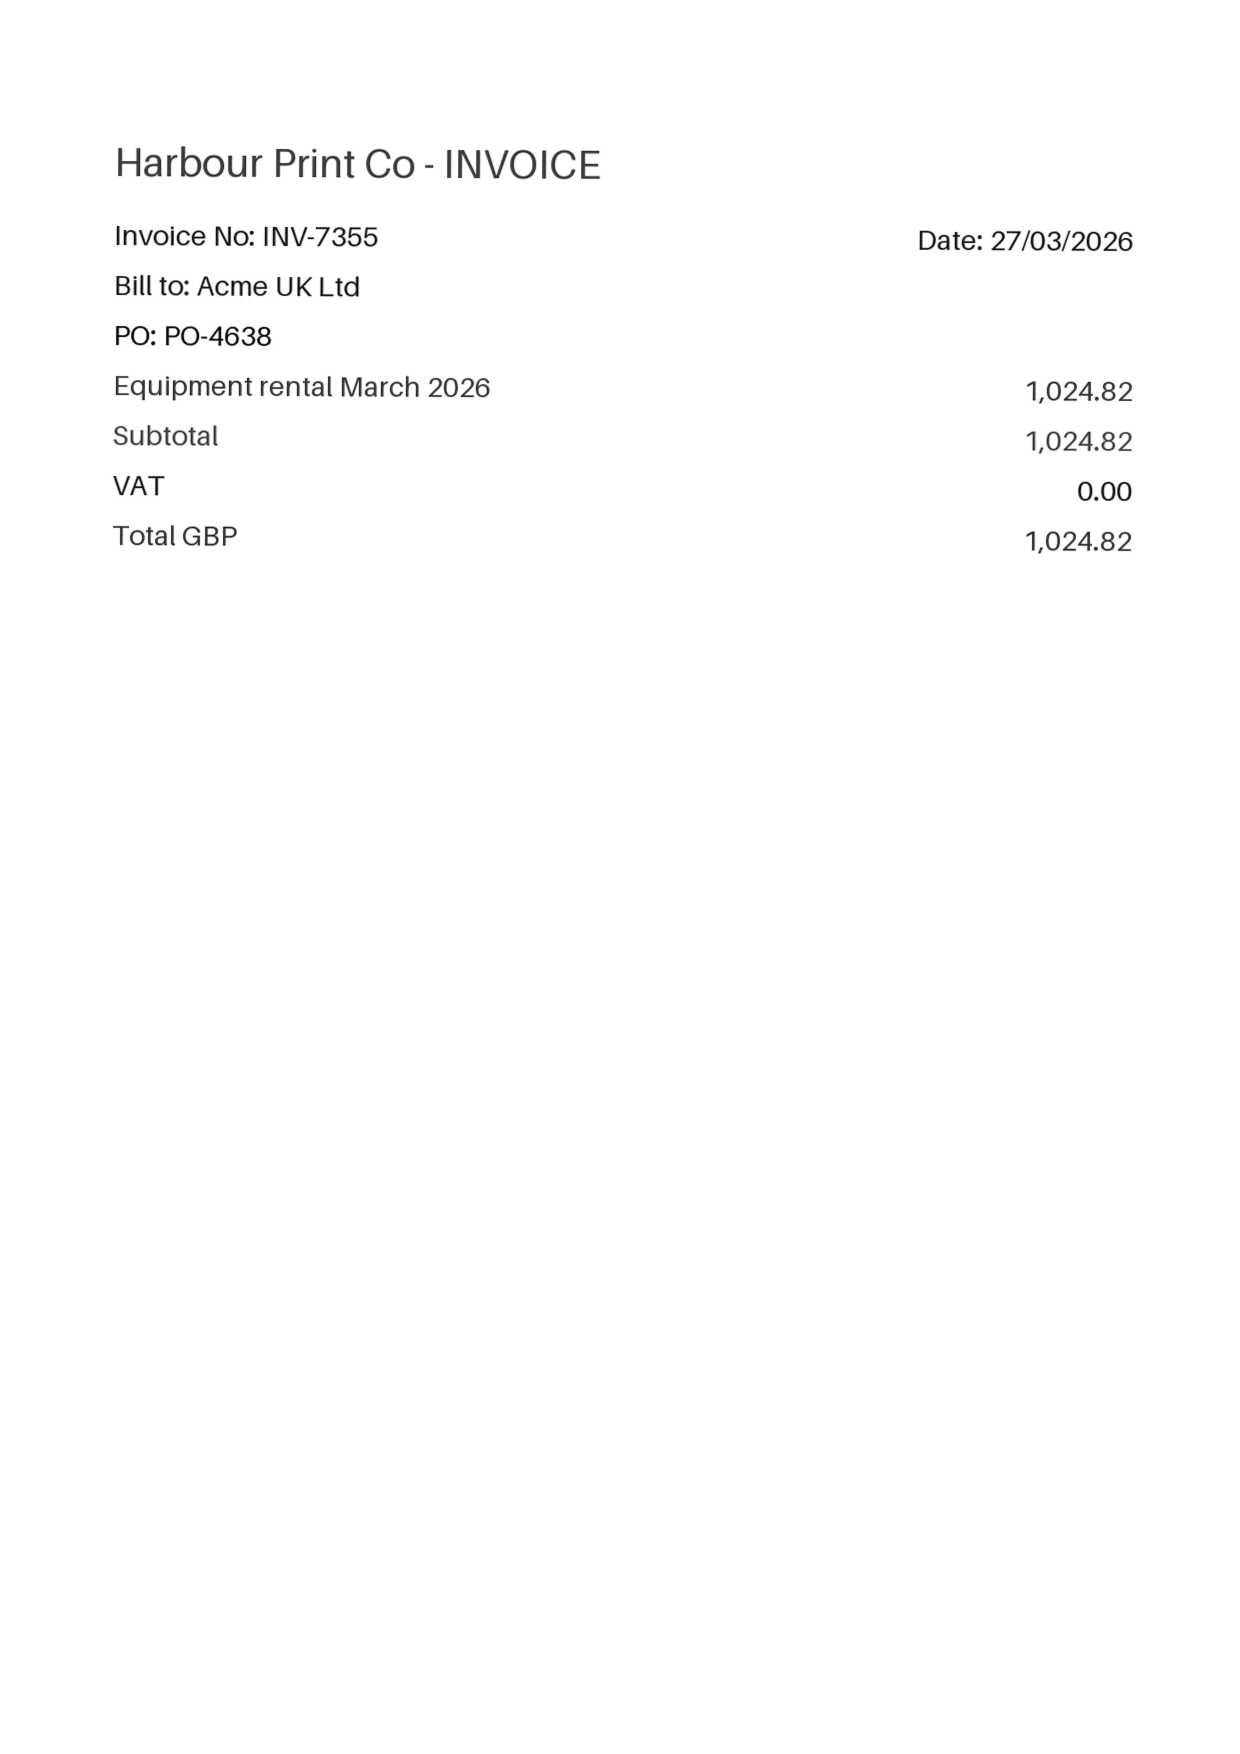 Harbour Print Co - INVOICE
Invoice No: INV-7355 Date: 27/03/2026
Bill to: Acme UK Ltd
PO: PO-4638
Equipment rental March 2026 1,024.82
Subtotal 1,024.82
VAT 0.00
Total GBP 1,024.82